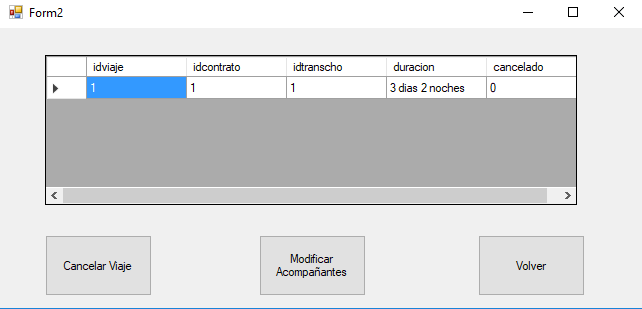 Form2
idviaje idcontrato idtranscho duracion cancelado
1 1 1 3 dias 2 noches 0
Cancelar Viaje
Modificar
Acompañantes
Volver